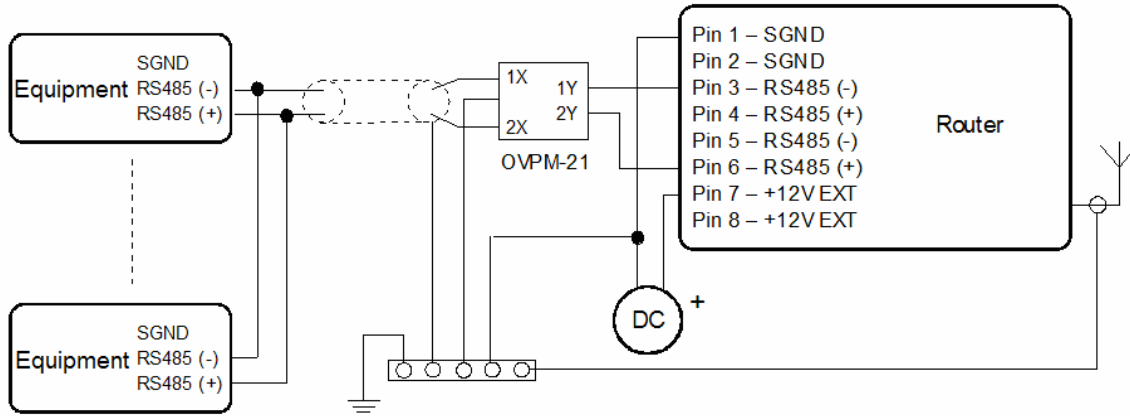 SGND
Equipment RS485 (-)
RS485 (+)
1X
1Y
2Y
2X
OVPM-21
Pin 1 – SGND
Pin 2 – SGND
Pin 3 – RS485 (-)
Pin 4 – RS485 (+)
Pin 5 – RS485 (-)
Pin 6 – RS485 (+)
Pin 7 – +12V EXT
Pin 8 – +12V EXT
Router
DC +
SGND
Equipment RS485 (-)
RS485 (+)